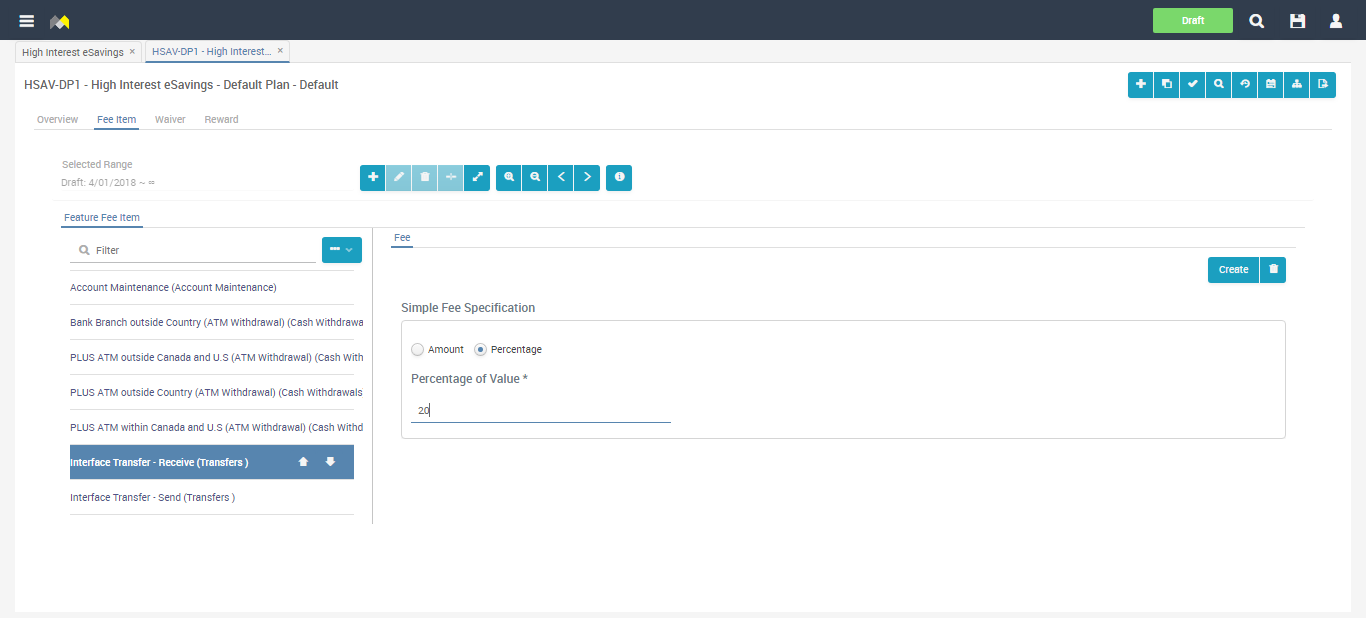 Draft
High Interest eSavings ×
HSAV-DP1 - High Interest... ×
HSAV-DP1 - High Interest eSavings - Default Plan - Default
Overview
Fee Item
Waiver
Reward
Selected Range
Draft: 4/01/2018 ~ ∞
Feature Fee Item
Filter
Account Maintenance (Account Maintenance)
Bank Branch outside Country (ATM Withdrawal) (Cash Withdrawa
PLUS ATM outside Canada and U.S (ATM Withdrawal) (Cash With
PLUS ATM outside Country (ATM Withdrawal) (Cash Withdrawals
PLUS ATM within Canada and U.S (ATM Withdrawal) (Cash Withd
Interface Transfer - Receive (Transfers )
Interface Transfer - Send (Transfers )
Fee
Create
Simple Fee Specification
Amount
Percentage
Percentage of Value *
20